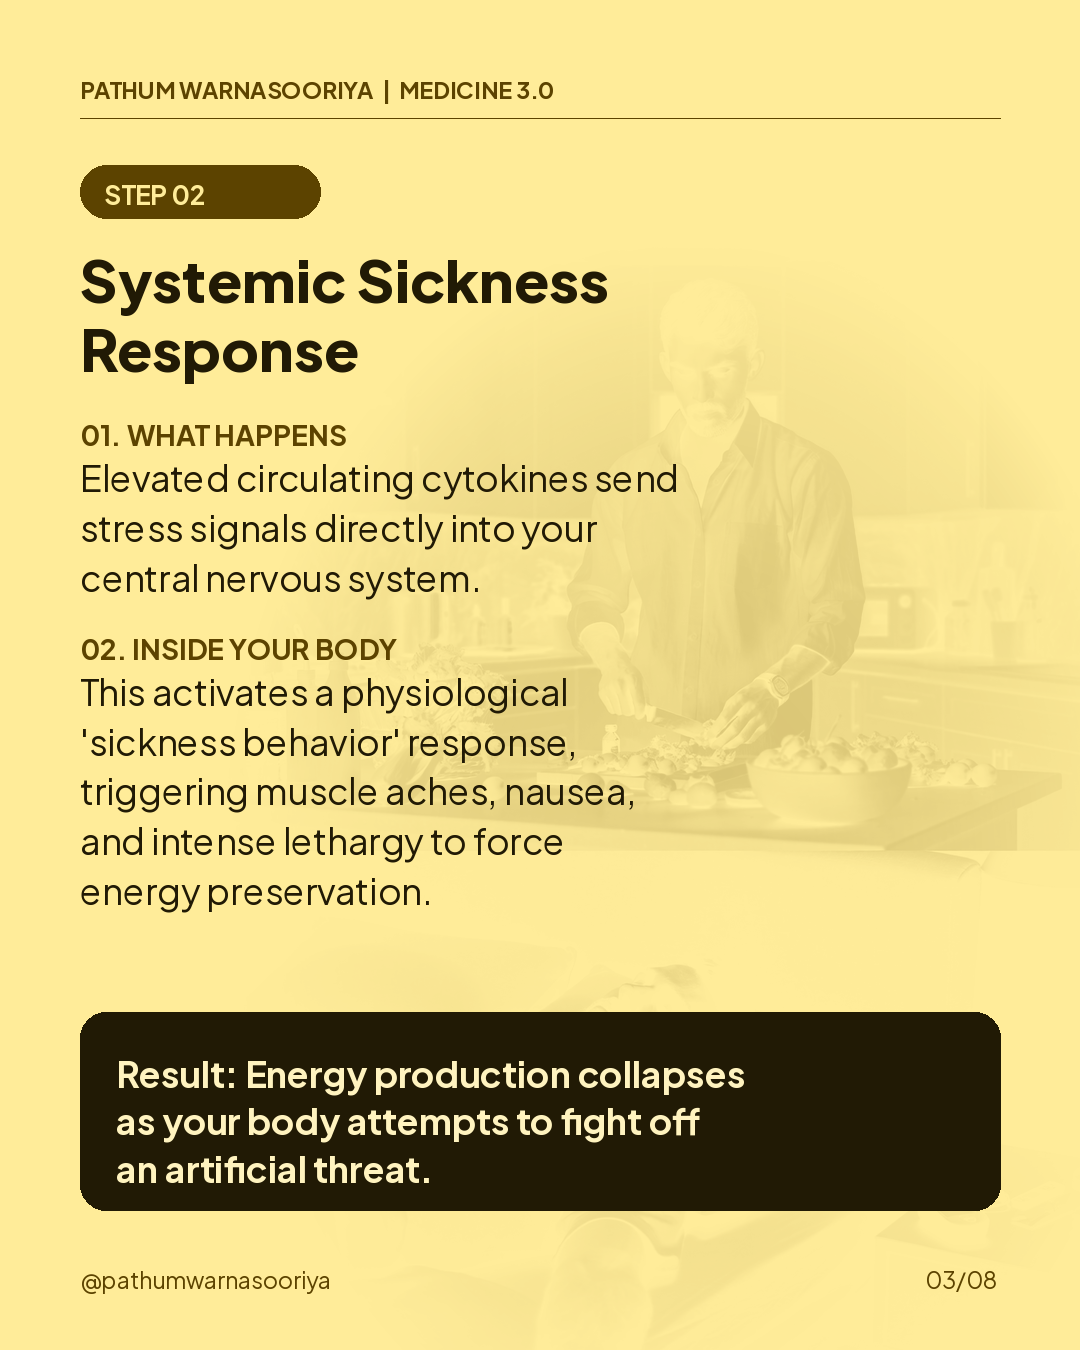 PATHUM WARNASOORIYA | MEDICINE 3.0
STEP 02
Systemic Sickness
Response
01. WHAT HAPPENS
Elevated circulating cytokines send
stress signals directly into your
central nervous system.
02. INSIDE YOUR BODY
This activates a physiological
'sickness behavior' response,
triggering muscle aches, nausea,
and intense lethargy to force
energy preservation.
Result: Energy production collapses
as your body attempts to fight off
an artificial threat.
@pathumwarnasooriya
03/08